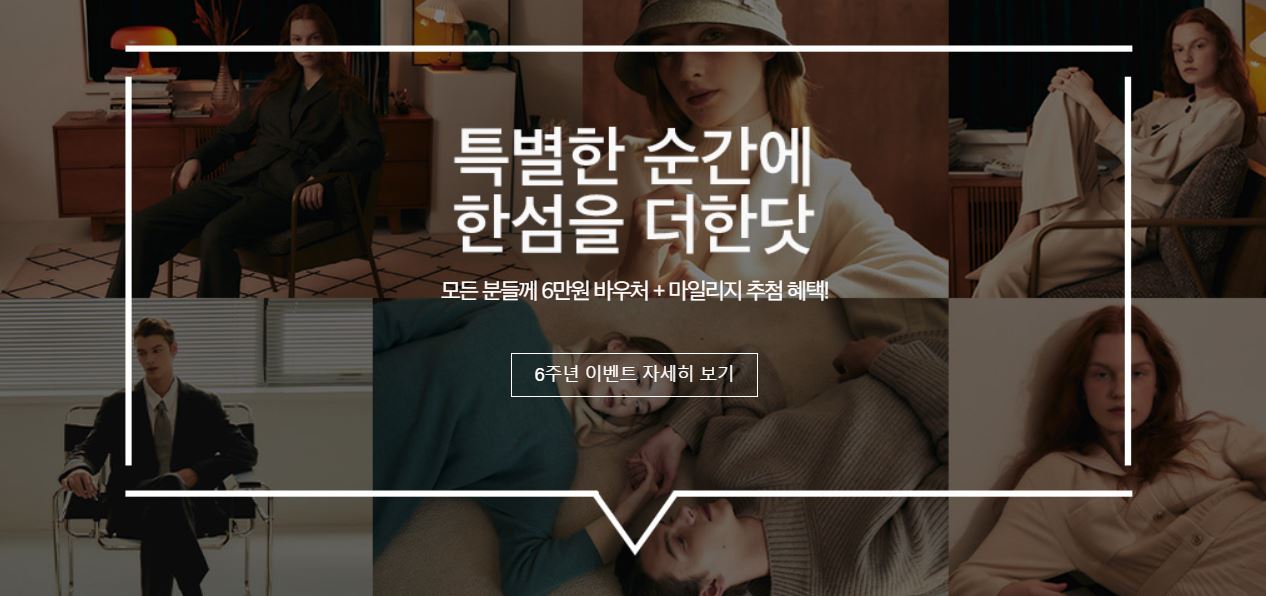 특별한 순간에
한섬을 더한닷
모든 분들께 6만원 바우처 + 마일리지 추첨 혜택!
6주년 이벤트 자세히 보기